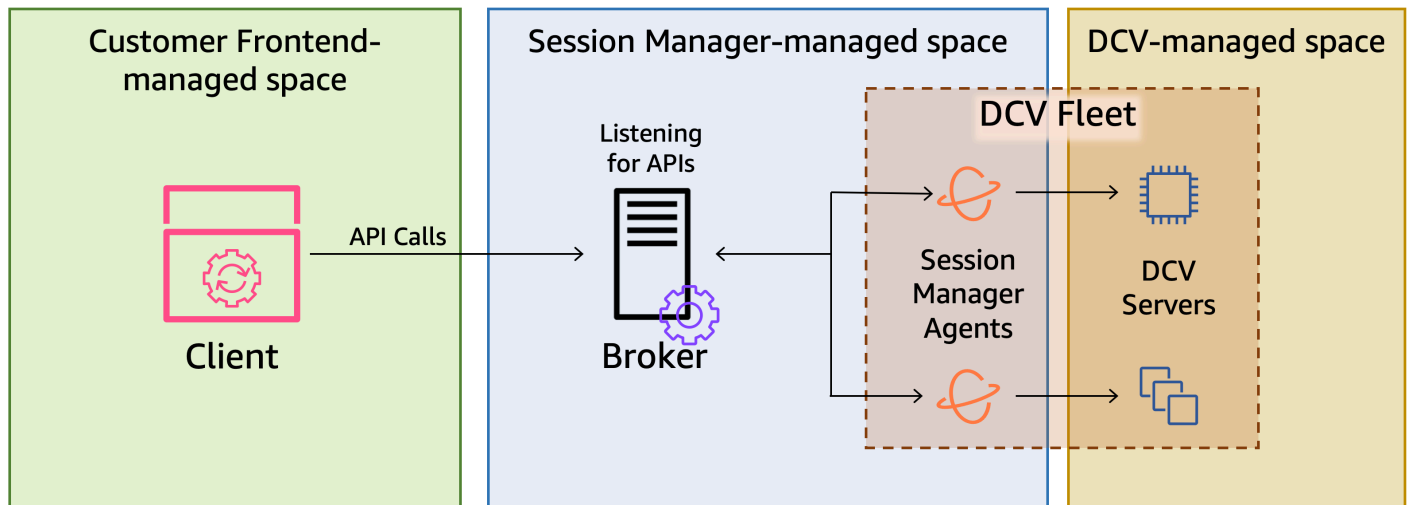 Customer Frontend-
managed space
Session Manager-managed space
DCV-managed space
DCV Fleet
Listening
for APIs
API Calls
Client
Broker
Session
Manager
Agents
DCV
Servers